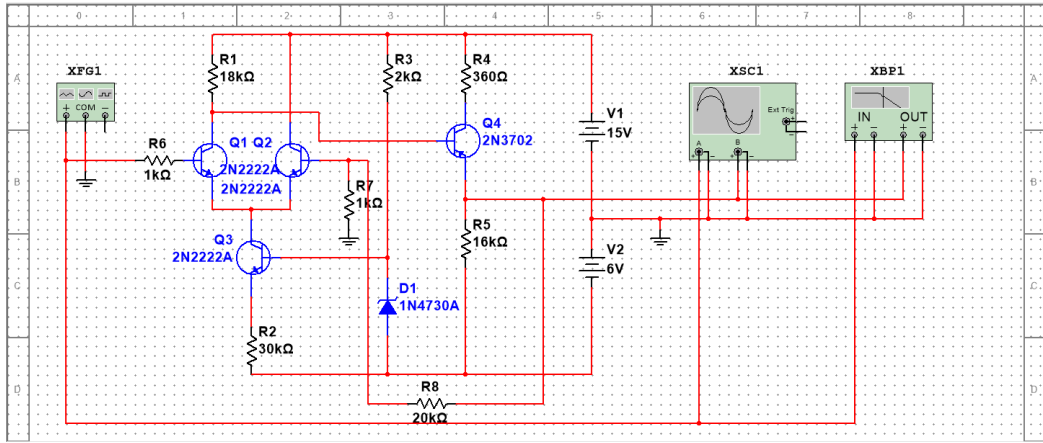 0 1 2 3 4 5 6 7 8
A A
B B
C C
D D
XFG1
+ COM −
R1
18kΩ
R3
2kΩ
R4
360Ω
V1
15V
XSC1
Ext Trig
+
−
A B
+ − + −
XBP1
IN OUT
+ − + −
Q4
2N3702
R6
1kΩ
Q1 Q2
2N2222A
2N2222A
R7
1kΩ
Q3
2N2222A
R5
16kΩ
V2
6V
D1
1N4730A
R2
30kΩ
R8
20kΩ